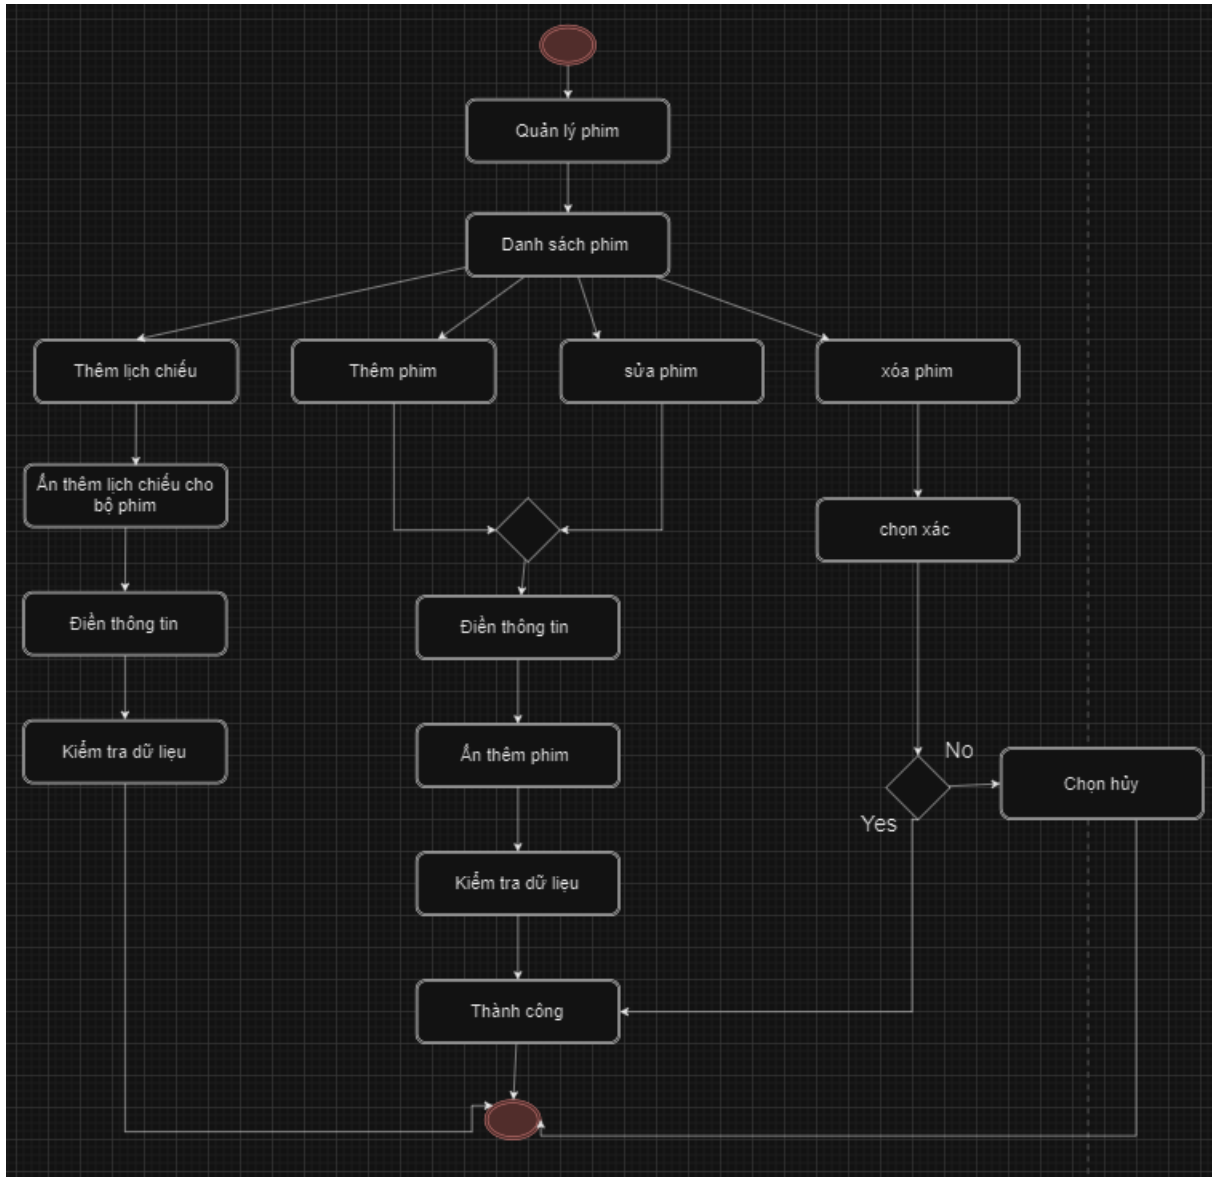 Quản lý phim
Danh sách phim
Thêm lịch chiếu
Thêm phim
sửa phim
xóa phim
Ấn thêm lịch chiếu cho
bộ phim
chọn xác
Điền thông tin
Điền thông tin
Kiểm tra dữ liệu
Ấn thêm phim
No
Chọn hủy
Yes
Kiểm tra dữ liệu
Thành công